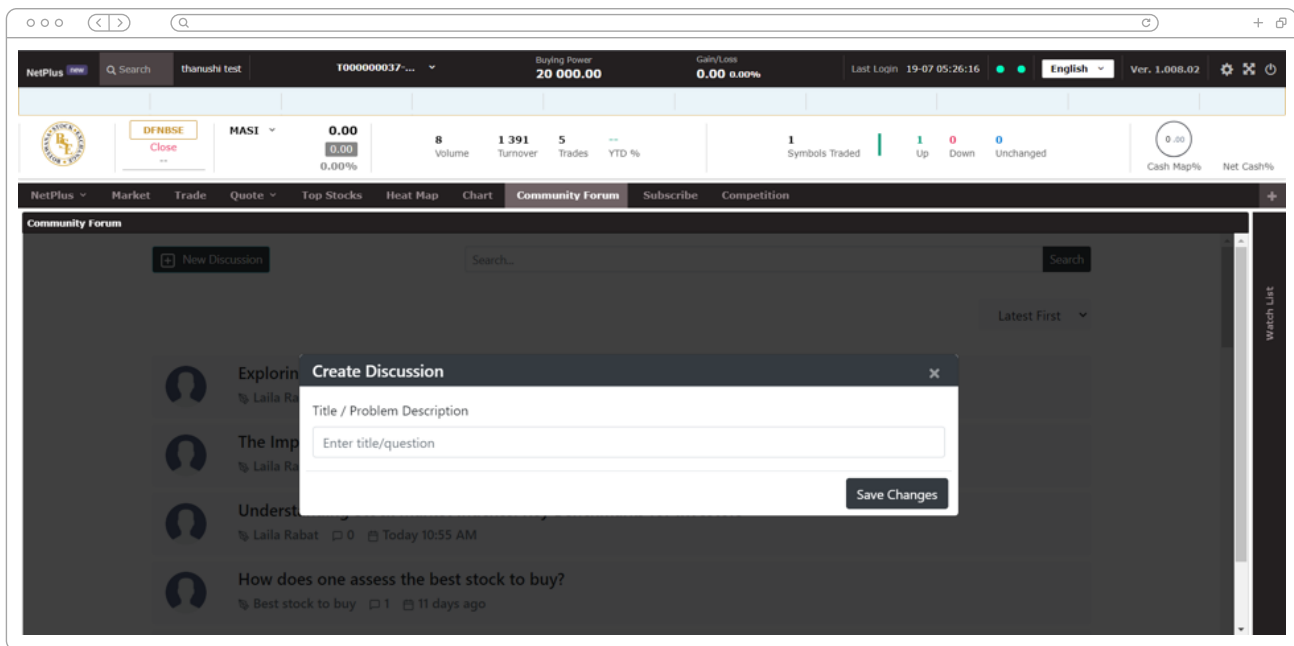 Buying Power Gain/Loss
NetPlus new Search thanushi test T000000037-... 20 000.00 0.00 0.00% Last Login 19-07 05:26:16 English Ver. 1.008.02
DFNBSE MASI 0.00 8 1 391 5 -- 1 1 0 0 0.00
Close 0.00 Volume Turnover Trades YTD % Symbols Traded Up Down Unchanged
-- 0.00% Cash Map% Net Cash%
NetPlus Market Trade Quote Top Stocks Heat Map Chart Community Forum Subscribe Competition
Community Forum
New Discussion Search... Search
Watch List
Latest First
Explorin
Laila Ra
Create Discussion
Title / Problem Description
Enter title/question
Save Changes
The Imp
Laila Ra
Underst
Laila Rabat 0 Today 10:55 AM
How does one assess the best stock to buy?
Best stock to buy 1 11 days ago